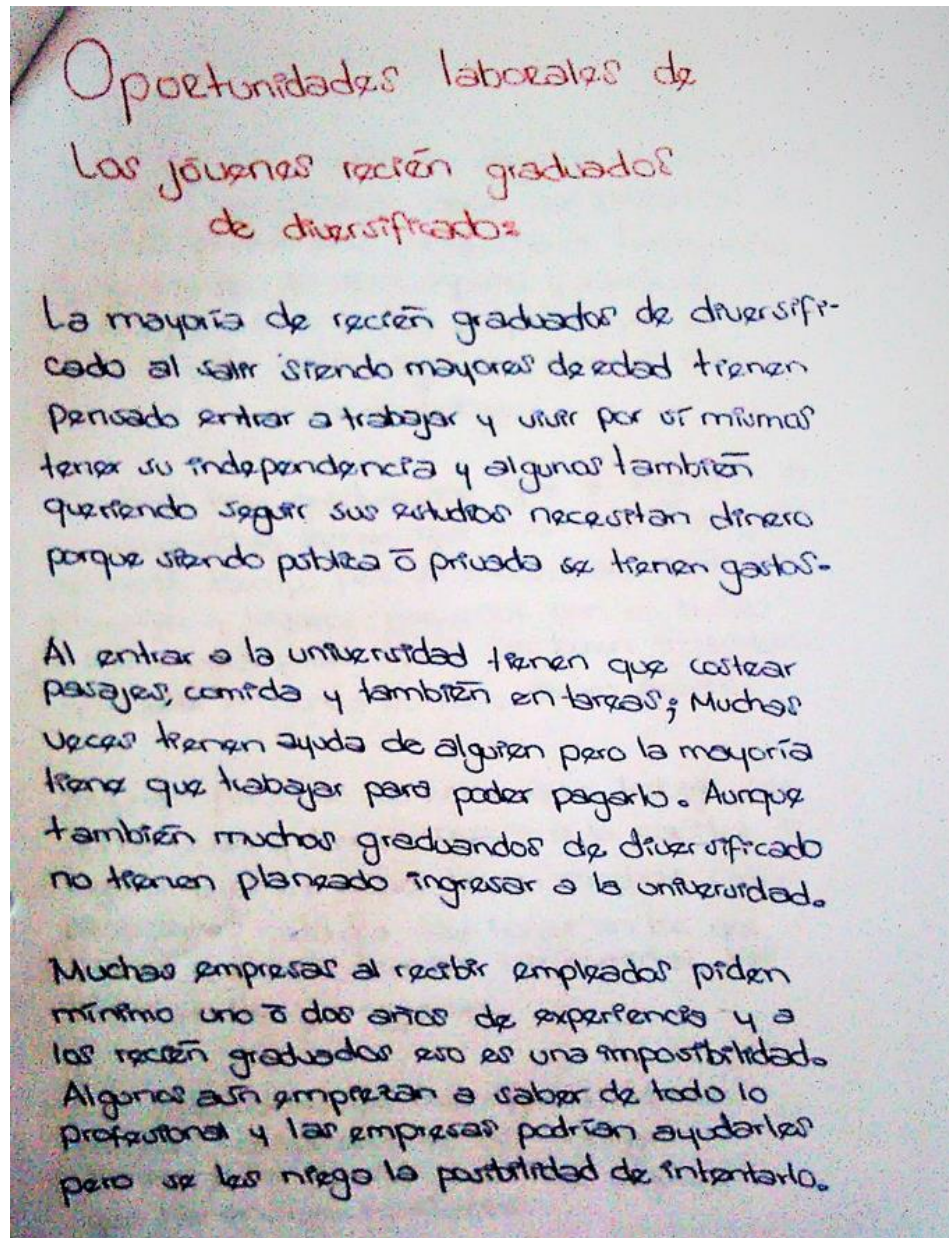 Oportunidades laborales de
los jóvenes recién graduados
de diversificado:
La mayoría de recién graduados de diversifi-
cado al salir siendo mayores de edad tienen
pensado entrar a trabajar y vivir por sí mismos
tener su independencia y algunos también
queriendo seguir sus estudios necesitan dinero
porque siendo pública ó privada se tienen gastos.
Al entrar a la universidad tienen que costear
pasajes, comida y también en tareas; Muchas
veces tienen ayuda de alguien pero la mayoría
tiene que trabajar para poder pagarlo. Aunque
también muchos graduandos de diversificado
no tienen planeado ingresar a la universidad.
Muchas empresas al recibir empleados piden
mínimo uno ó dos años de experiencia y a
los recién graduados eso es una imposibilidad.
Algunos aún empiezan a saber de todo lo
profesional y las empresas podrían ayudarles
pero se les niega la posibilidad de intentarlo.